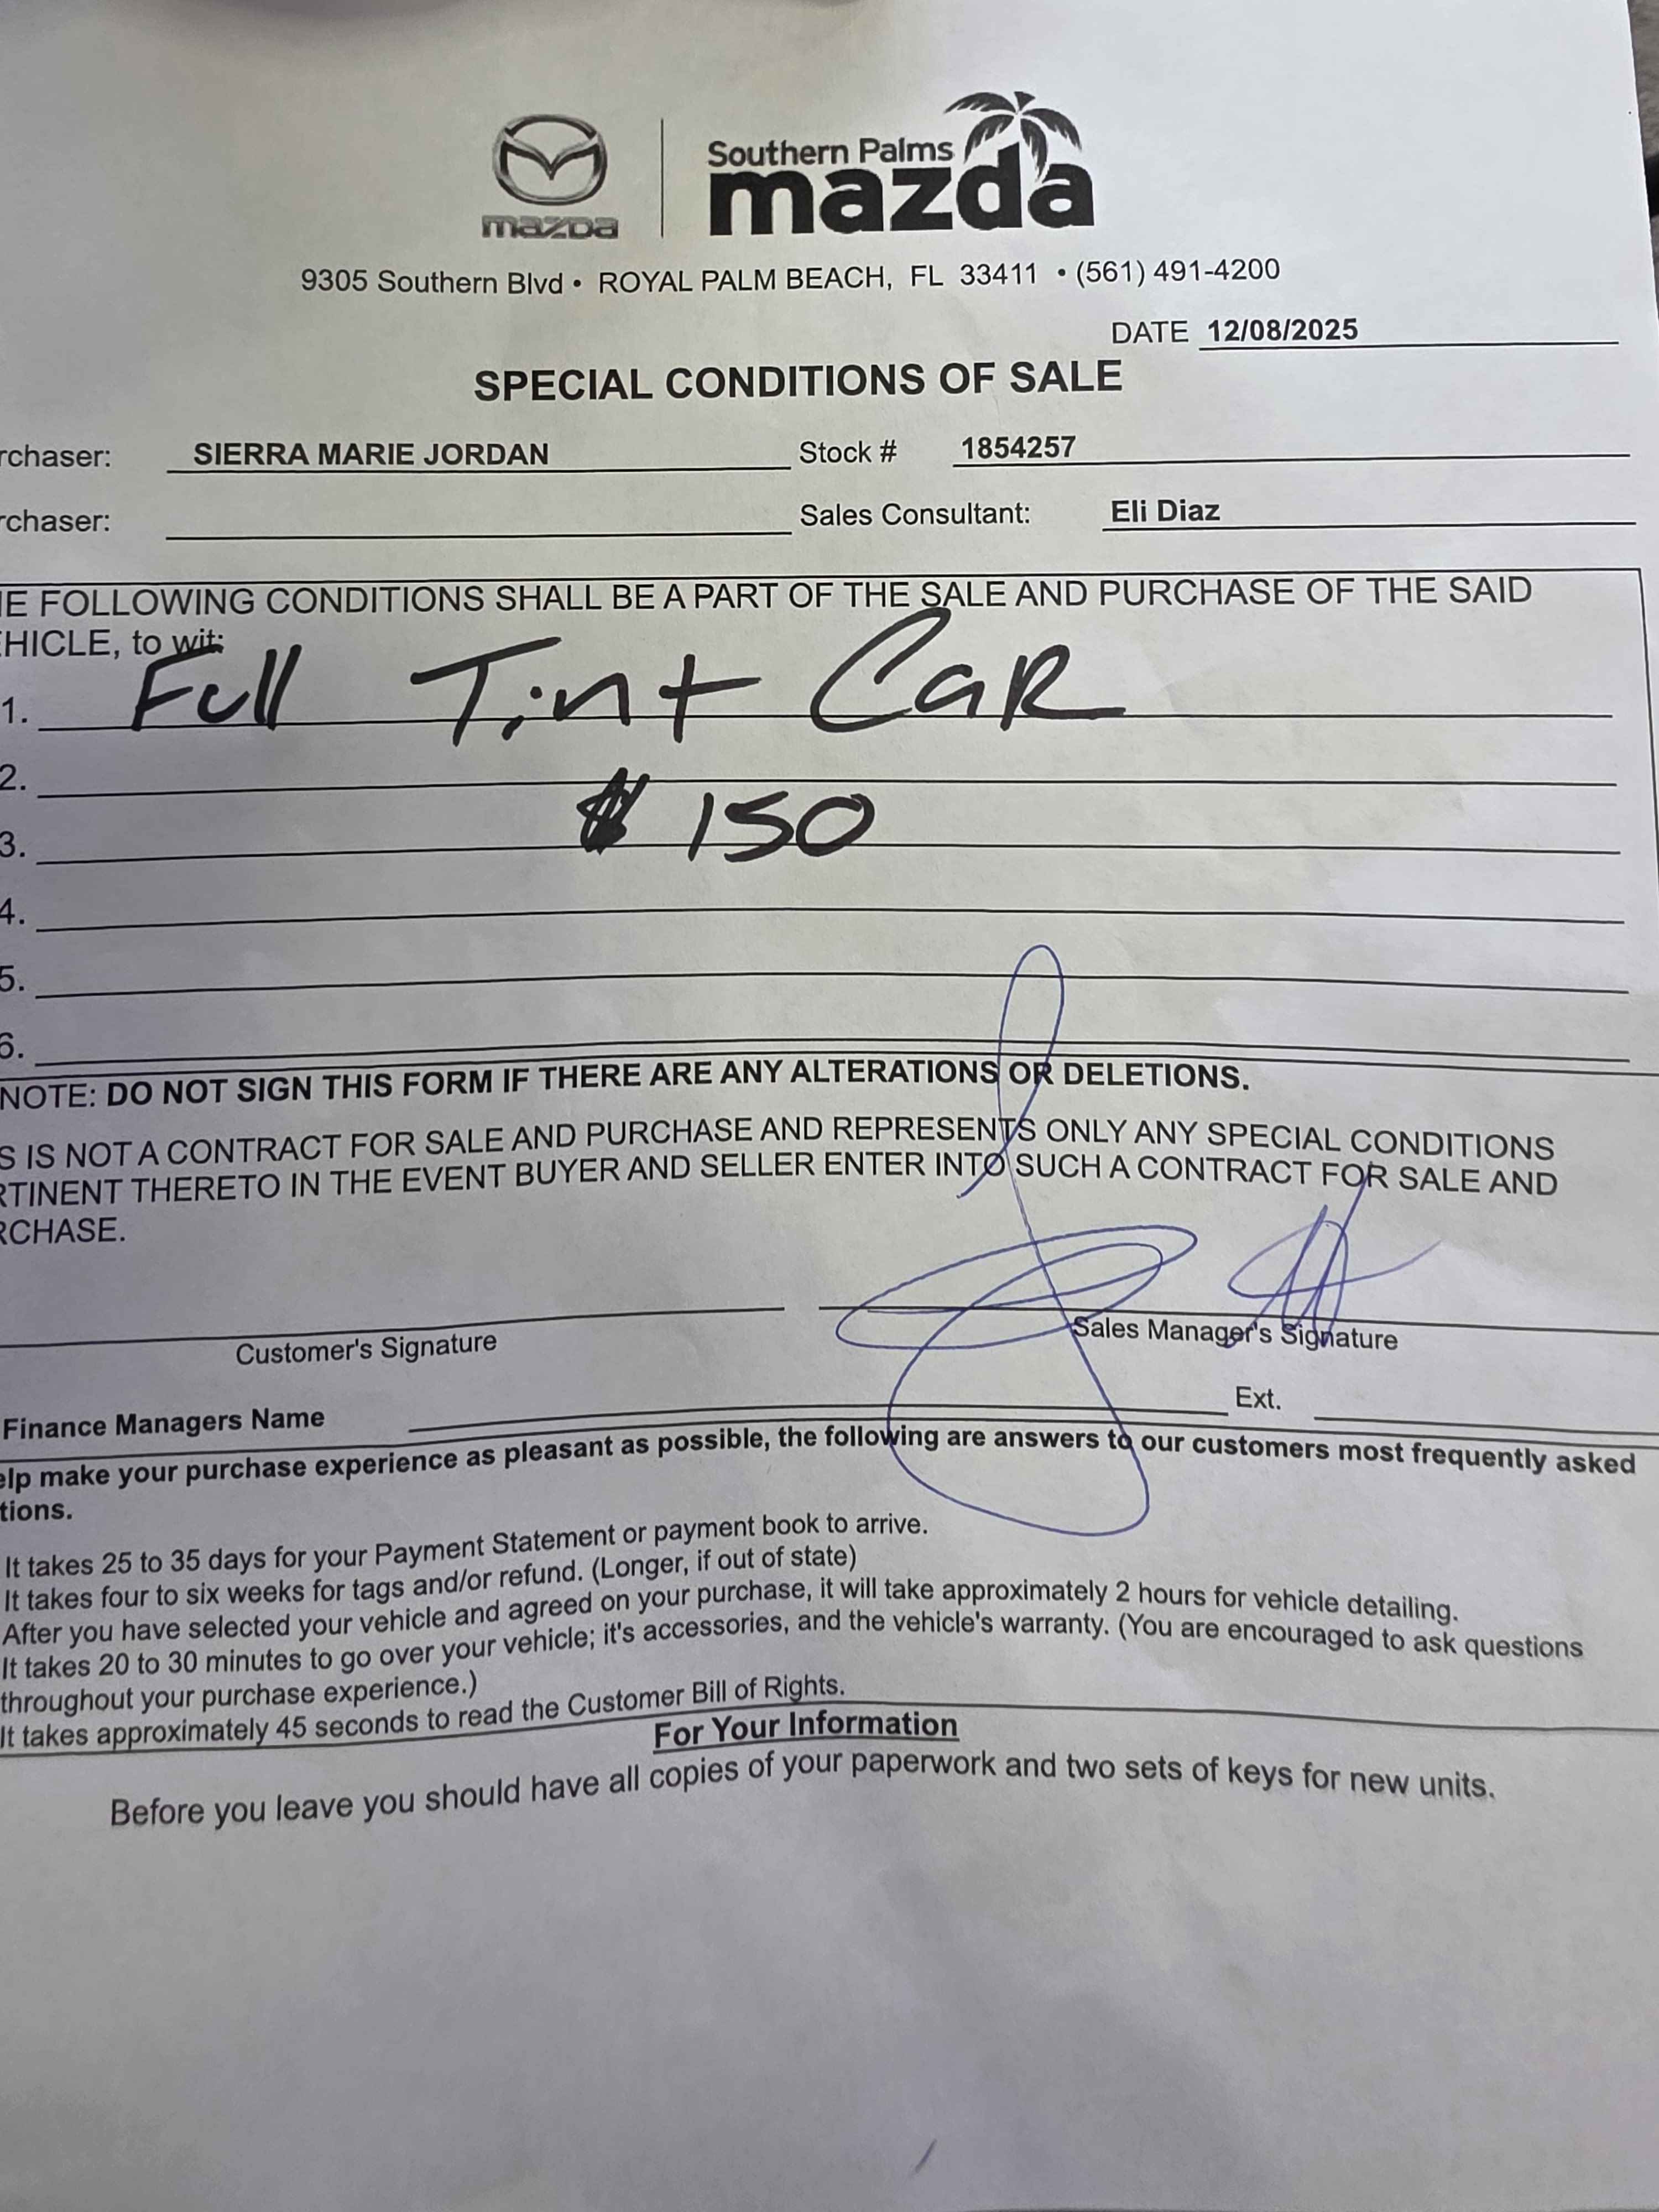 mazda
Southern Palms
mazda
9305 Southern Blvd • ROYAL PALM BEACH, FL 33411 • (561) 491-4200
DATE 12/08/2025
SPECIAL CONDITIONS OF SALE
rchaser: SIERRA MARIE JORDAN Stock # 1854257
rchaser: Sales Consultant: Eli Diaz
IE FOLLOWING CONDITIONS SHALL BE A PART OF THE SALE AND PURCHASE OF THE SAID
HICLE, to wit:
1. Full Tint CaR
2.
3. $ 150
4.
5.
6.
NOTE: DO NOT SIGN THIS FORM IF THERE ARE ANY ALTERATIONS OR DELETIONS.
S IS NOT A CONTRACT FOR SALE AND PURCHASE AND REPRESENTS ONLY ANY SPECIAL CONDITIONS
RTINENT THERETO IN THE EVENT BUYER AND SELLER ENTER INTO SUCH A CONTRACT FOR SALE AND
RCHASE.
Customer's Signature Sales Manager's Signature
Finance Managers Name Ext.
elp make your purchase experience as pleasant as possible, the following are answers to our customers most frequently asked
tions.
It takes 25 to 35 days for your Payment Statement or payment book to arrive.
It takes four to six weeks for tags and/or refund. (Longer, if out of state)
After you have selected your vehicle and agreed on your purchase, it will take approximately 2 hours for vehicle detailing.
It takes 20 to 30 minutes to go over your vehicle; it's accessories, and the vehicle's warranty. (You are encouraged to ask questions
throughout your purchase experience.)
It takes approximately 45 seconds to read the Customer Bill of Rights.
For Your Information
Before you leave you should have all copies of your paperwork and two sets of keys for new units.